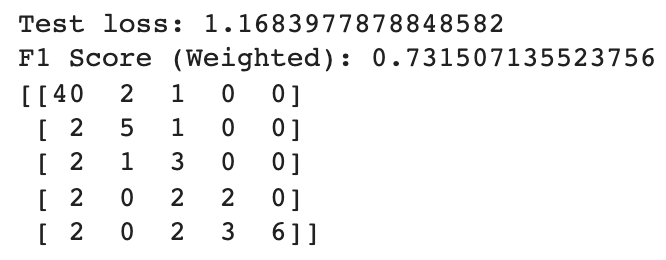 Test loss: 1.1683977878848582
F1 Score (Weighted): 0.731507135523756
[[40 2 1 0 0]
[ 2 5 1 0 0]
[ 2 1 3 0 0]
[ 2 0 2 2 0]
[ 2 0 2 3 6]]